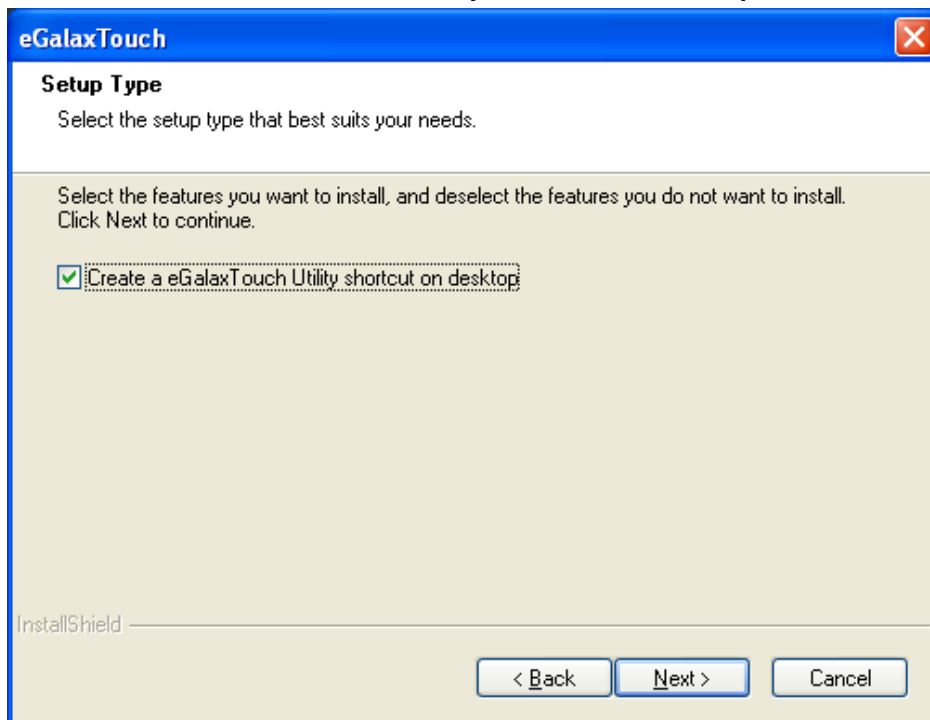 eGalaxTouch
Setup Type
Select the setup type that best suits your needs.
Select the features you want to install, and deselect the features you do not want to install.
Click Next to continue.
Create a eGalaxTouch Utility shortcut on desktop
InstallShield
< Back
Next >
Cancel